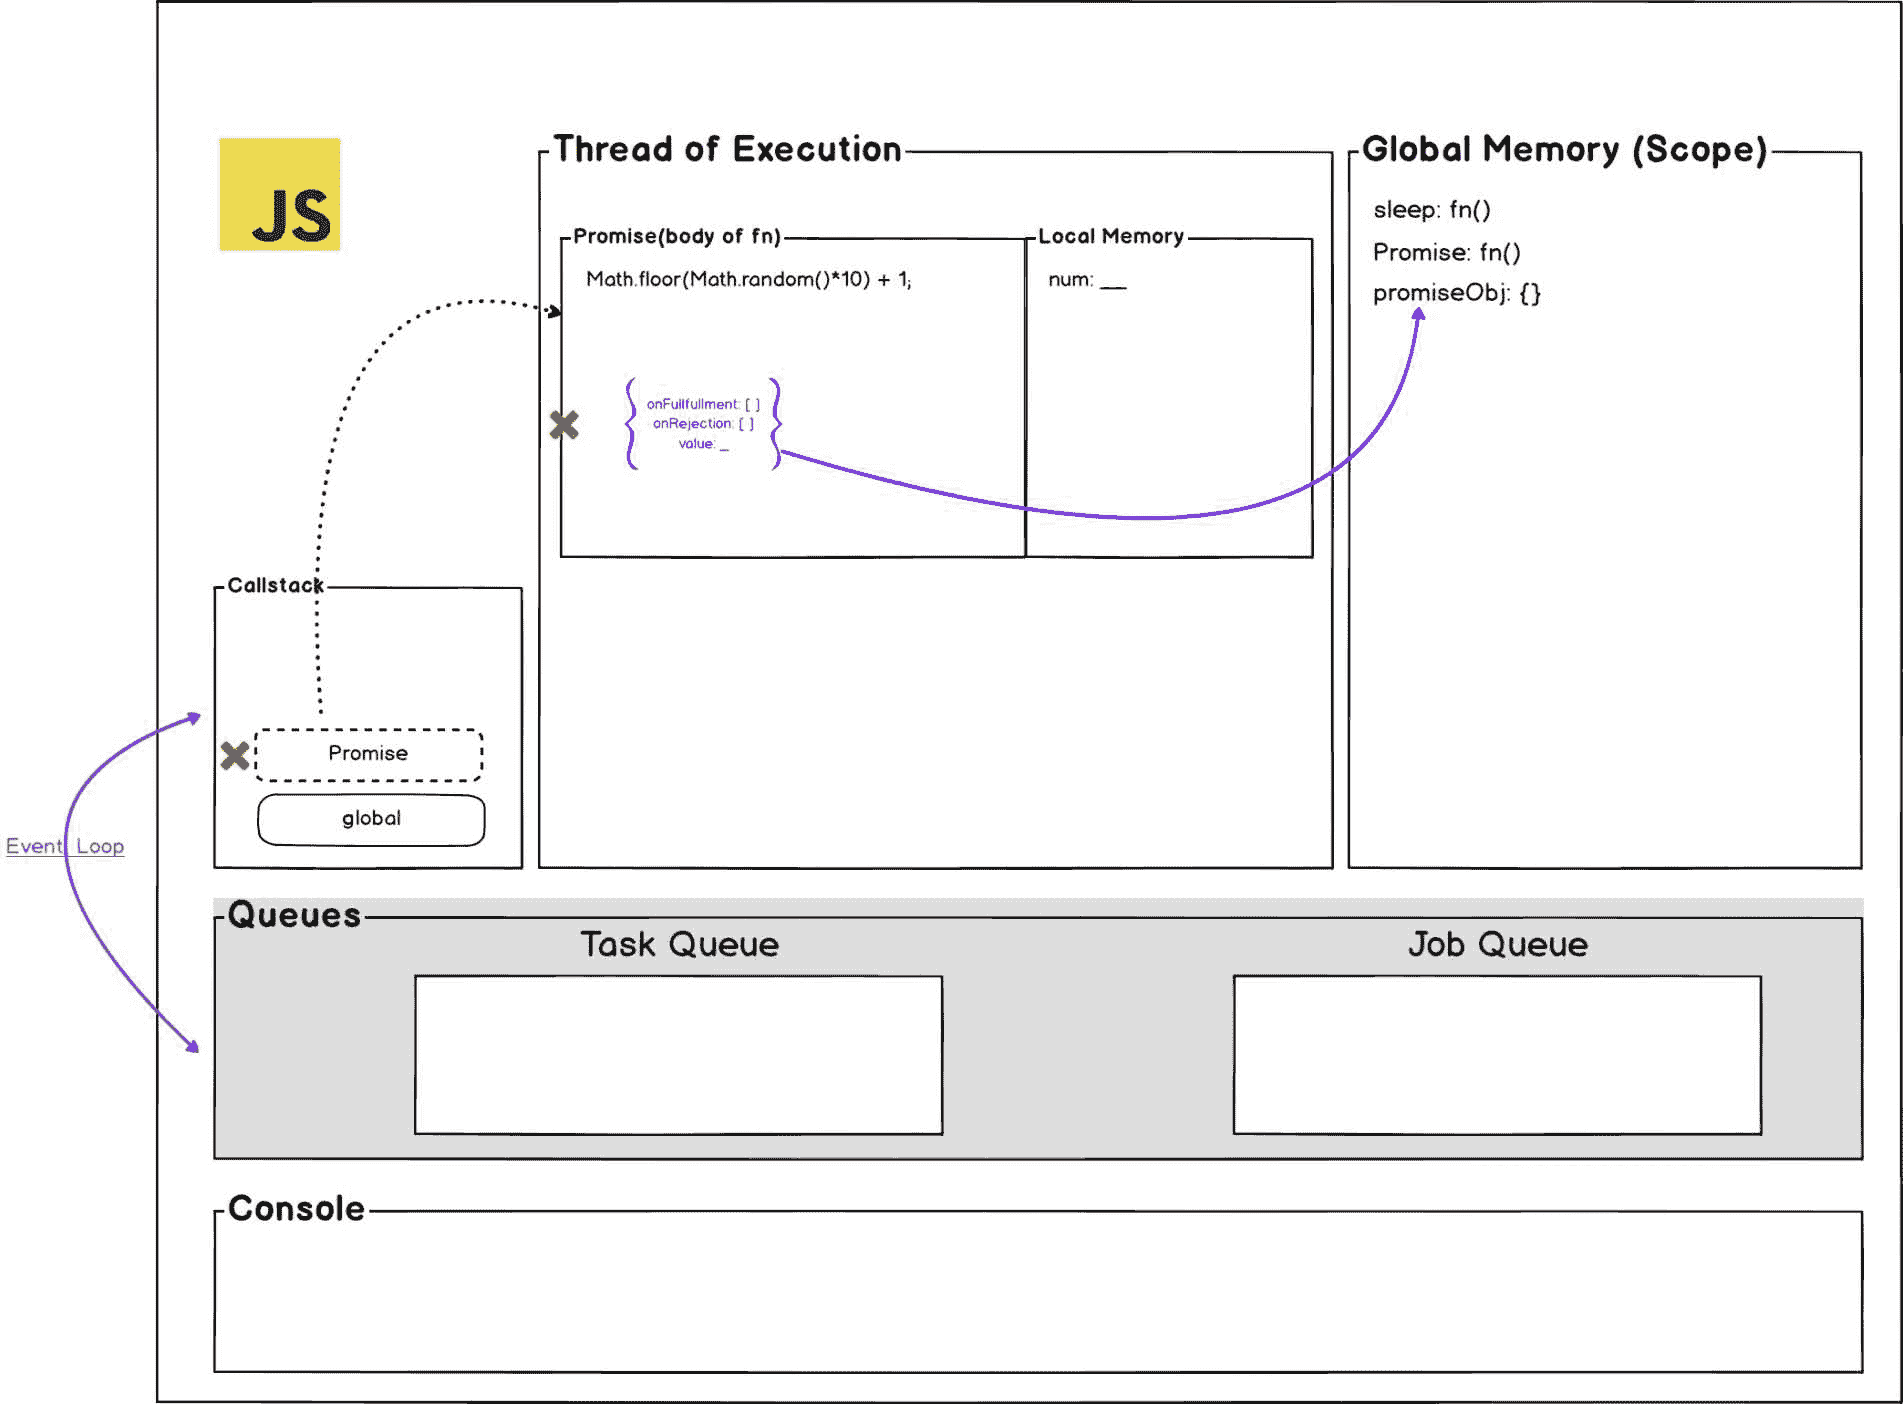 JS
Thread of Execution
Promise(body of fn)
Math.floor(Math.random()*10) + 1;
Local Memory
num: __
onFullfullment: [ ]
onRejection: [ ]
value: _
Global Memory (Scope)
sleep: fn()
Promise: fn()
promiseObj: {}
Callstack
Promise
global
Event Loop
Queues
Task Queue
Job Queue
Console